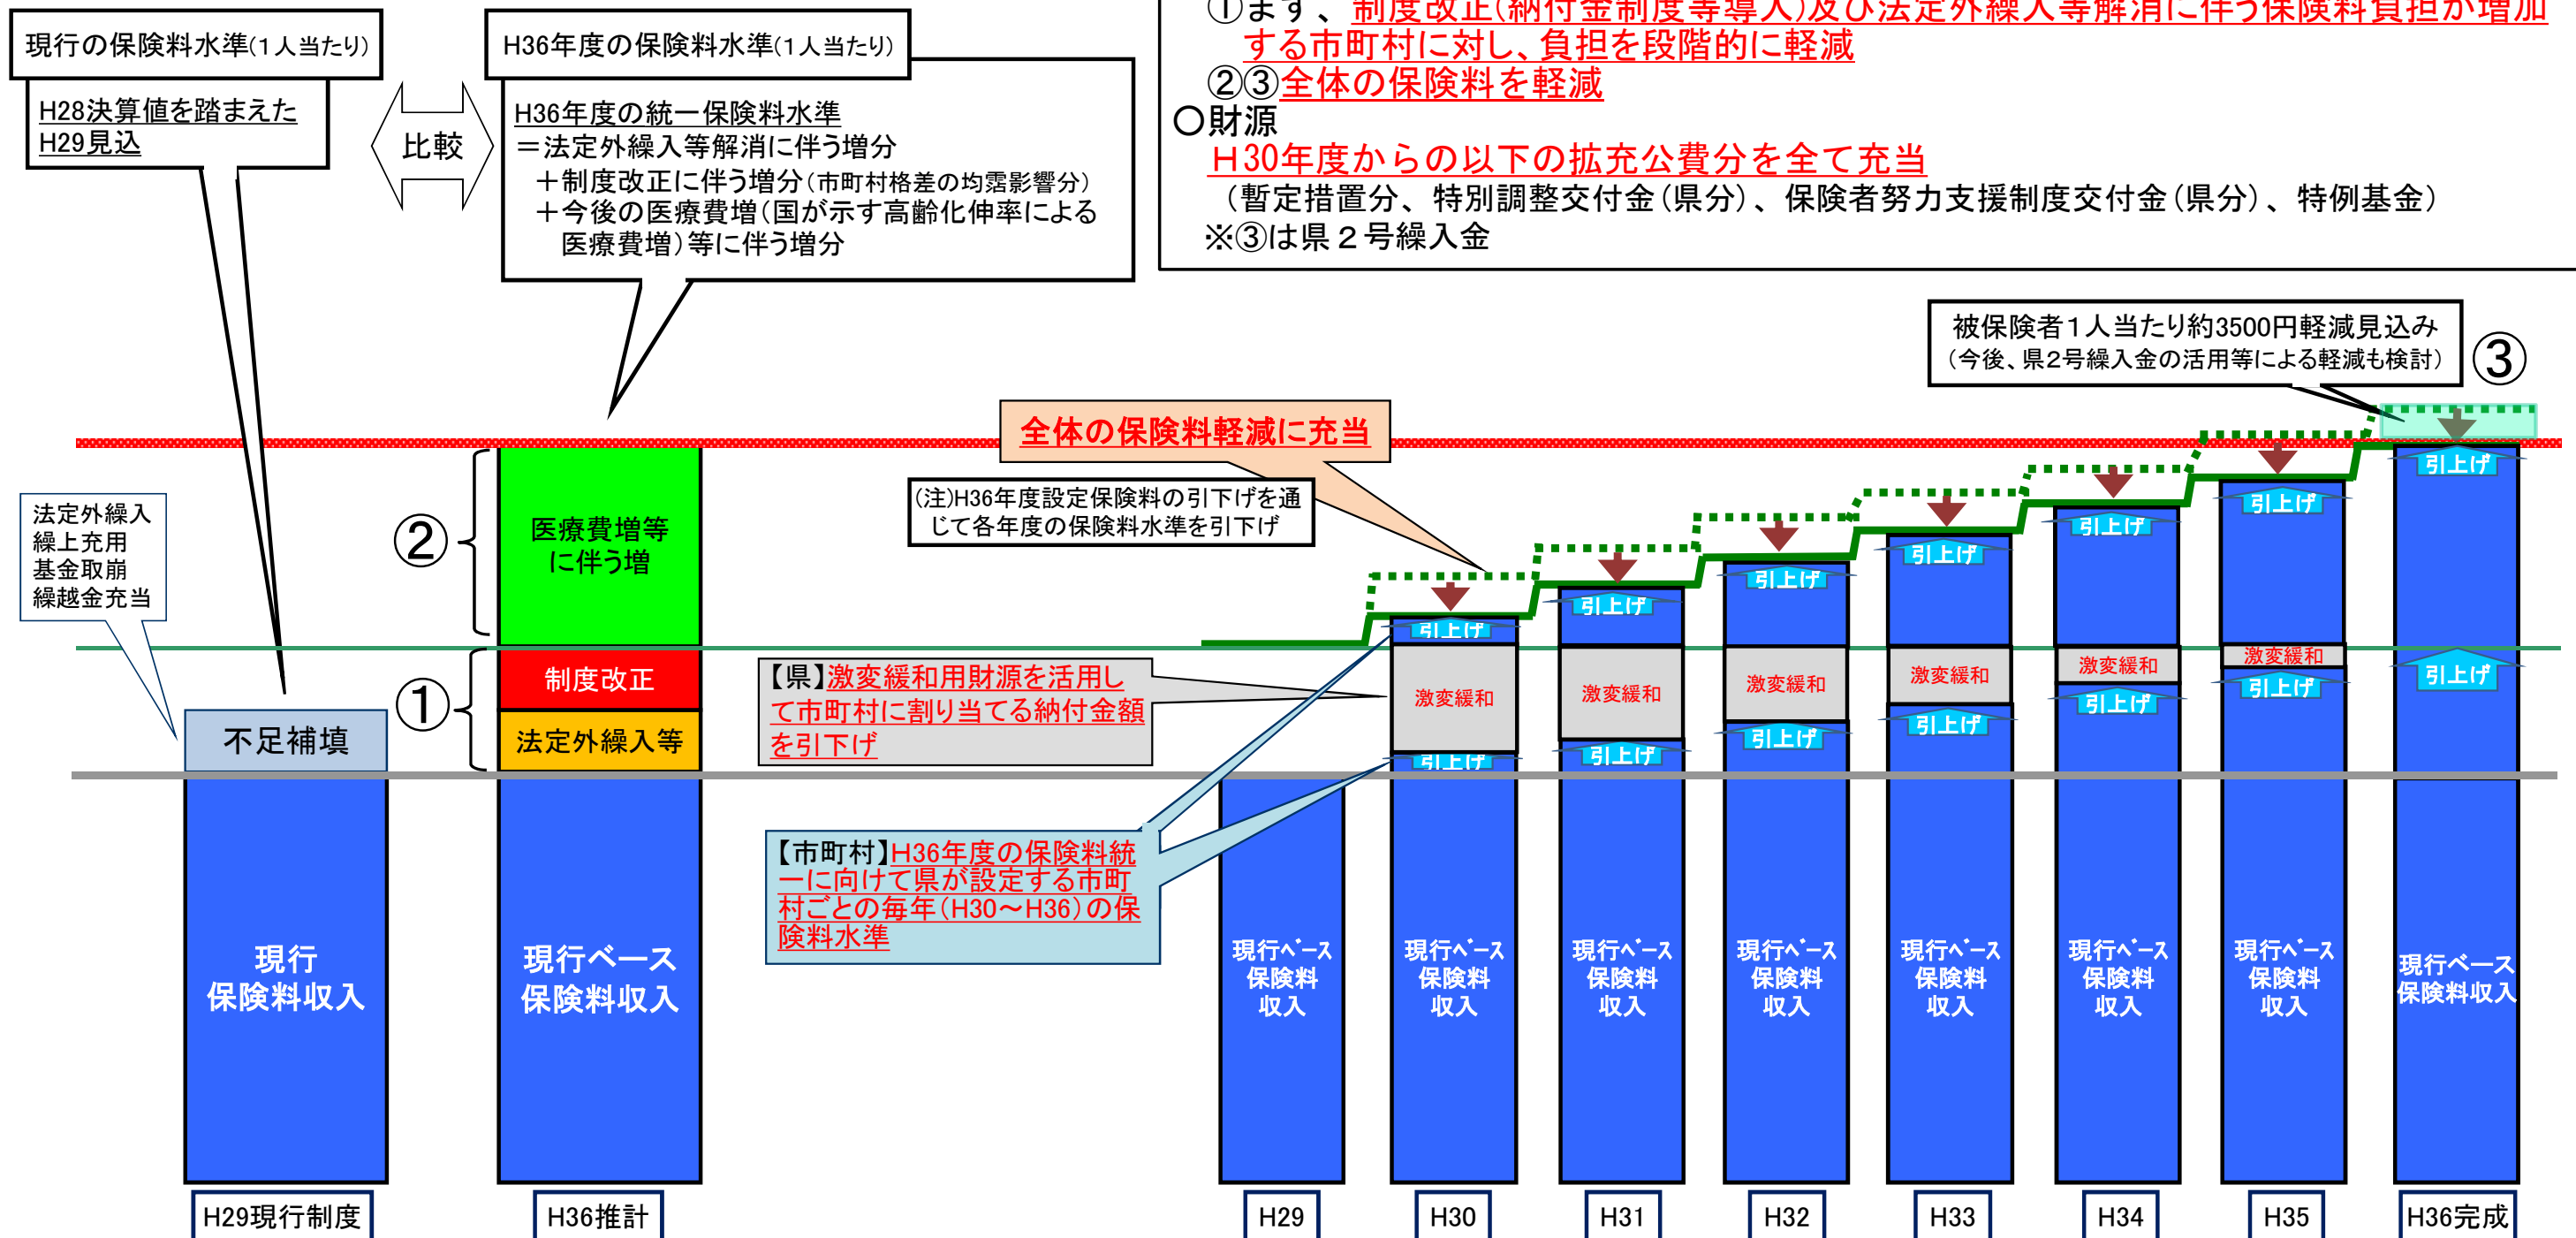 現行の保険料水準(1人当たり)
H28決算値を踏まえた
H29見込
比較
H36年度の保険料水準(1人当たり)
H36年度の統一保険料水準
＝法定外繰入等解消に伴う増分
＋制度改正に伴う増分(市町村格差の均霑影響分)
＋今後の医療費増(国が示す高齢化伸率による
医療費増)等に伴う増分
①まず、制度改正(納付金制度等導入)及び法定外繰入等解消に伴う保険料負担が増加
する市町村に対し、負担を段階的に軽減
②③全体の保険料を軽減
○財源
H30年度からの以下の拡充公費分を全て充当
（暫定措置分、特別調整交付金(県分)、保険者努力支援制度交付金(県分)、特例基金）
※③は県２号繰入金
被保険者１人当たり約3500円軽減見込み
(今後、県2号繰入金の活用等による軽減も検討)
③
全体の保険料軽減に充当
(注)H36年度設定保険料の引下げを通
じて各年度の保険料水準を引下げ
法定外繰入
繰上充用
基金取崩
繰越金充当
②
医療費増等
に伴う増
①
制度改正
法定外繰入等
不足補填
【県】激変緩和用財源を活用し
て市町村に割り当てる納付金額
を引下げ
【市町村】H36年度の保険料統
一に向けて県が設定する市町
村ごとの毎年(H30～H36)の保
険料水準
引上げ
引上げ
引上げ
引上げ
引上げ
引上げ
引上げ
激変緩和
激変緩和
激変緩和
激変緩和
激変緩和
激変緩和
引上げ
引上げ
引上げ
引上げ
引上げ
引上げ
引上げ
現行
保険料収入
現行ベース
保険料収入
現行ベース
保険料
収入
現行ベース
保険料
収入
現行ベース
保険料
収入
現行ベース
保険料
収入
現行ベース
保険料
収入
現行ベース
保険料
収入
現行ベース
保険料
収入
現行ベース
保険料収入
H29現行制度
H36推計
H29
H30
H31
H32
H33
H34
H35
H36完成